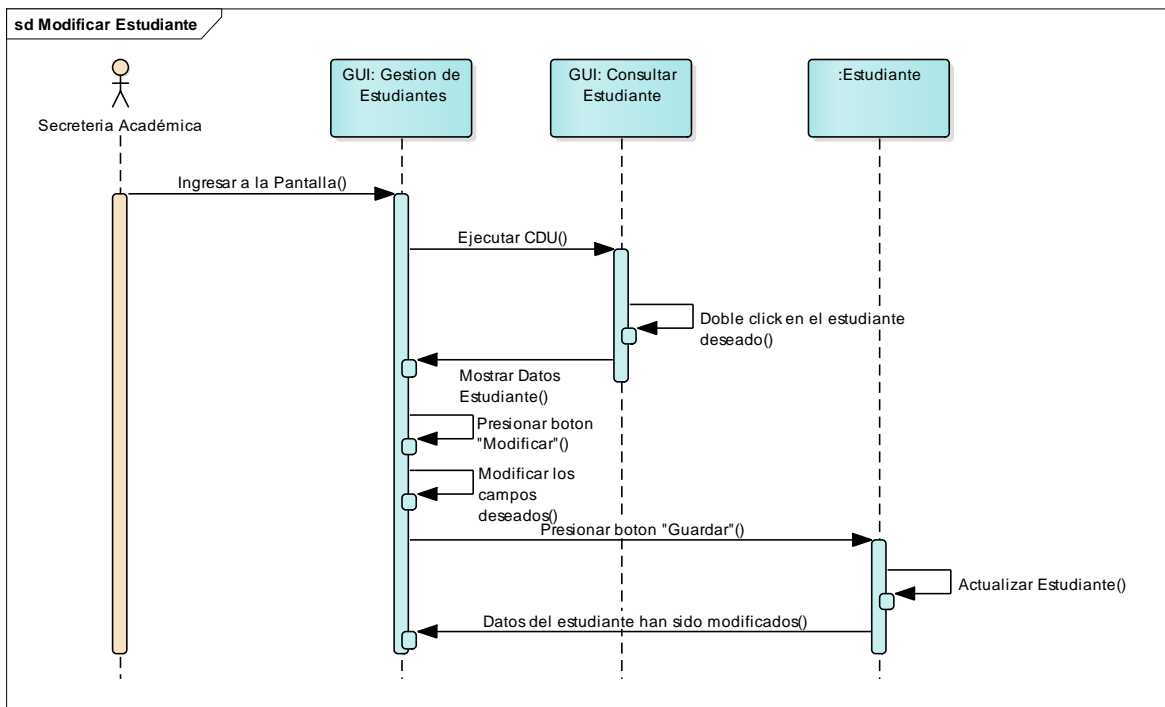 sd Modificar Estudiante
GUI: Gestion de
Estudiantes
GUI: Consultar
Estudiante
:Estudiante
Secreteria Académica
Ingresar a la Pantalla()
Ejecutar CDU()
Doble click en el estudiante
deseado()
Mostrar Datos
Estudiante()
Presionar boton
"Modificar"()
Modificar los
campos
deseados()
Presionar boton "Guardar"()
Actualizar Estudiante()
Datos del estudiante han sido modificados()